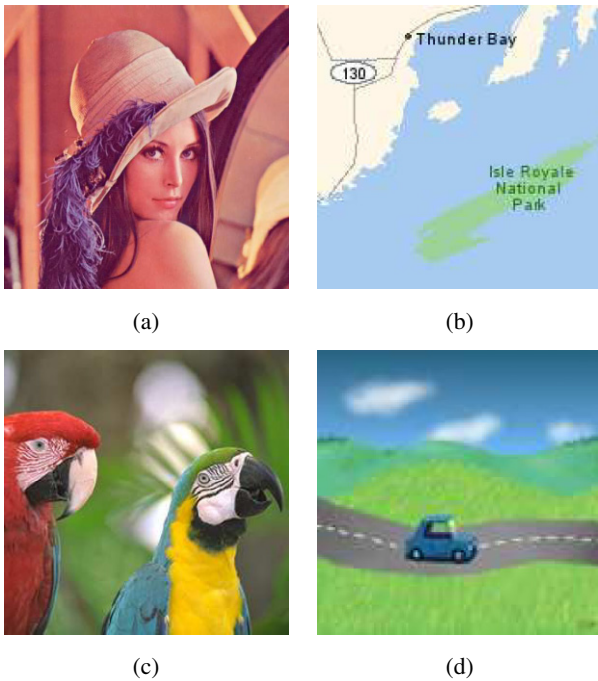 Thunder Bay
130
Isle Royale
National
Park
(a)
(b)
(c)
(d)